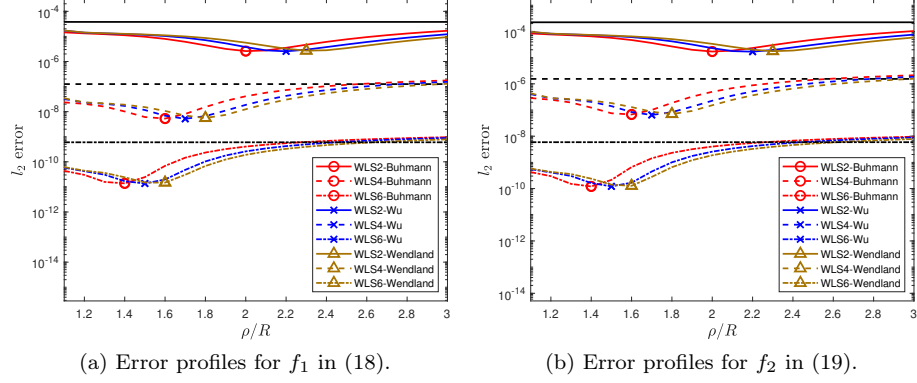 10^{-4}
10^{-6}
10^{-8}
10^{-10}
10^{-12}
10^{-14}
l_2 error
WLS2-Buhmann
WLS4-Buhmann
WLS6-Buhmann
WLS2-Wu
WLS4-Wu
WLS6-Wu
WLS2-Wendland
WLS4-Wendland
WLS6-Wendland
1.2 1.4 1.6 1.8 2 2.2 2.4 2.6 2.8 3
ρ/R
(a) Error profiles for f_1 in (18).
10^{-4}
10^{-6}
10^{-8}
10^{-10}
10^{-12}
10^{-14}
l_2 error
WLS2-Buhmann
WLS4-Buhmann
WLS6-Buhmann
WLS2-Wu
WLS4-Wu
WLS6-Wu
WLS2-Wendland
WLS4-Wendland
WLS6-Wendland
1.2 1.4 1.6 1.8 2 2.2 2.4 2.6 2.8 3
ρ/R
(b) Error profiles for f_2 in (19).